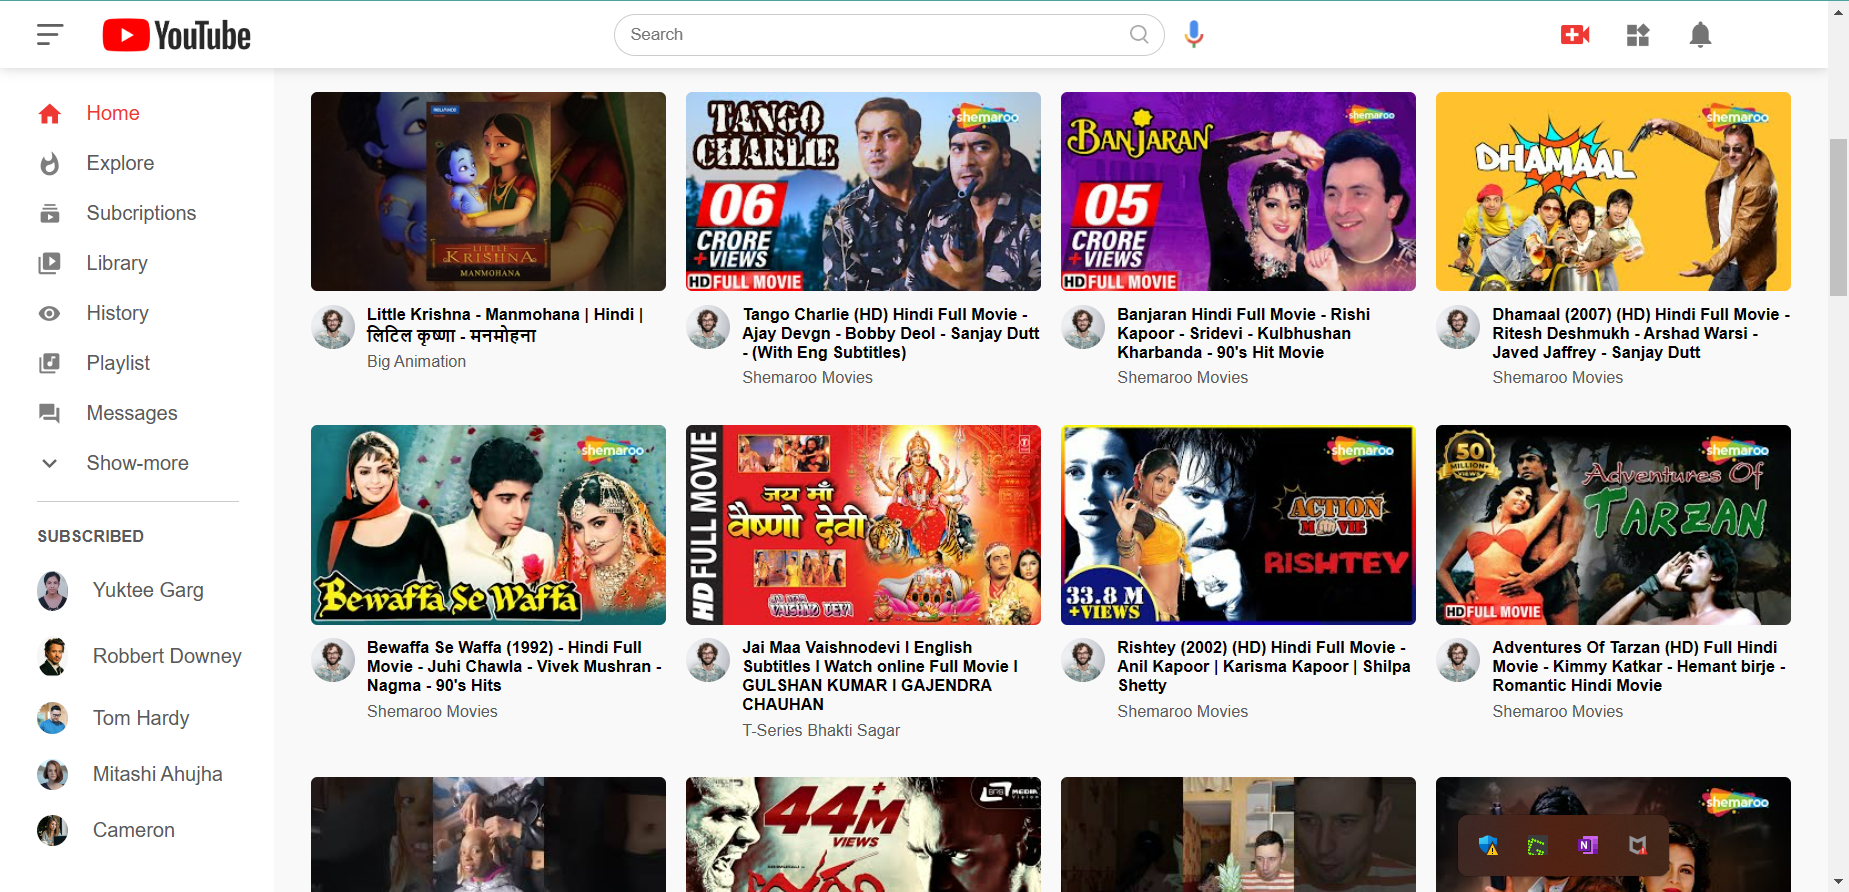 YouTube
Search
Home
Explore
Subcriptions
Library
History
Playlist
Messages
Show-more
SUBSCRIBED
Yuktee Garg
Robbert Downey
Tom Hardy
Mitashi Ahujha
Cameron
RELIANCE
LITTLE
KRISHNA
MANMOHANA
Little Krishna - Manmohana | Hindi |
लिटिल कृष्णा - मनमोहना
Big Animation
TANGO
CHARLIE
shemaroo
06
CRORE
+VIEWS
HD FULL MOVIE
Tango Charlie (HD) Hindi Full Movie -
Ajay Devgn - Bobby Deol - Sanjay Dutt
- (With Eng Subtitles)
Shemaroo Movies
BANJARAN
shemaroo
05
CRORE
+VIEWS
HD FULL MOVIE
Banjaran Hindi Full Movie - Rishi
Kapoor - Sridevi - Kulbhushan
Kharbanda - 90's Hit Movie
Shemaroo Movies
DHAMAAL
shemaroo
Dhamaal (2007) (HD) Hindi Full Movie -
Ritesh Deshmukh - Arshad Warsi -
Javed Jaffrey - Sanjay Dutt
Shemaroo Movies
shemaroo
Bewaffa Se Waffa
Bewaffa Se Waffa (1992) - Hindi Full
Movie - Juhi Chawla - Vivek Mushran -
Nagma - 90's Hits
Shemaroo Movies
HD FULL MOVIE
जय माँ
वैष्णो देवी
JAI MAA
VAISHNO DEVI
Jai Maa Vaishnodevi I English
Subtitles I Watch online Full Movie I
GULSHAN KUMAR I GAJENDRA
CHAUHAN
T-Series Bhakti Sagar
shemaroo
ACTION
MOVIE
RISHTEY
33.8 M
+VIEWS
Rishtey (2002) (HD) Hindi Full Movie -
Anil Kapoor | Karisma Kapoor | Shilpa
Shetty
Shemaroo Movies
50
MILLION+
VIEWS
shemaroo
Adventures Of
TARZAN
HD FULL MOVIE
Adventures Of Tarzan (HD) Full Hindi
Movie - Kimmy Katkar - Hemant birje -
Romantic Hindi Movie
Shemaroo Movies
44M+
VIEWS
SRS MEDIA
Vision
shemaroo